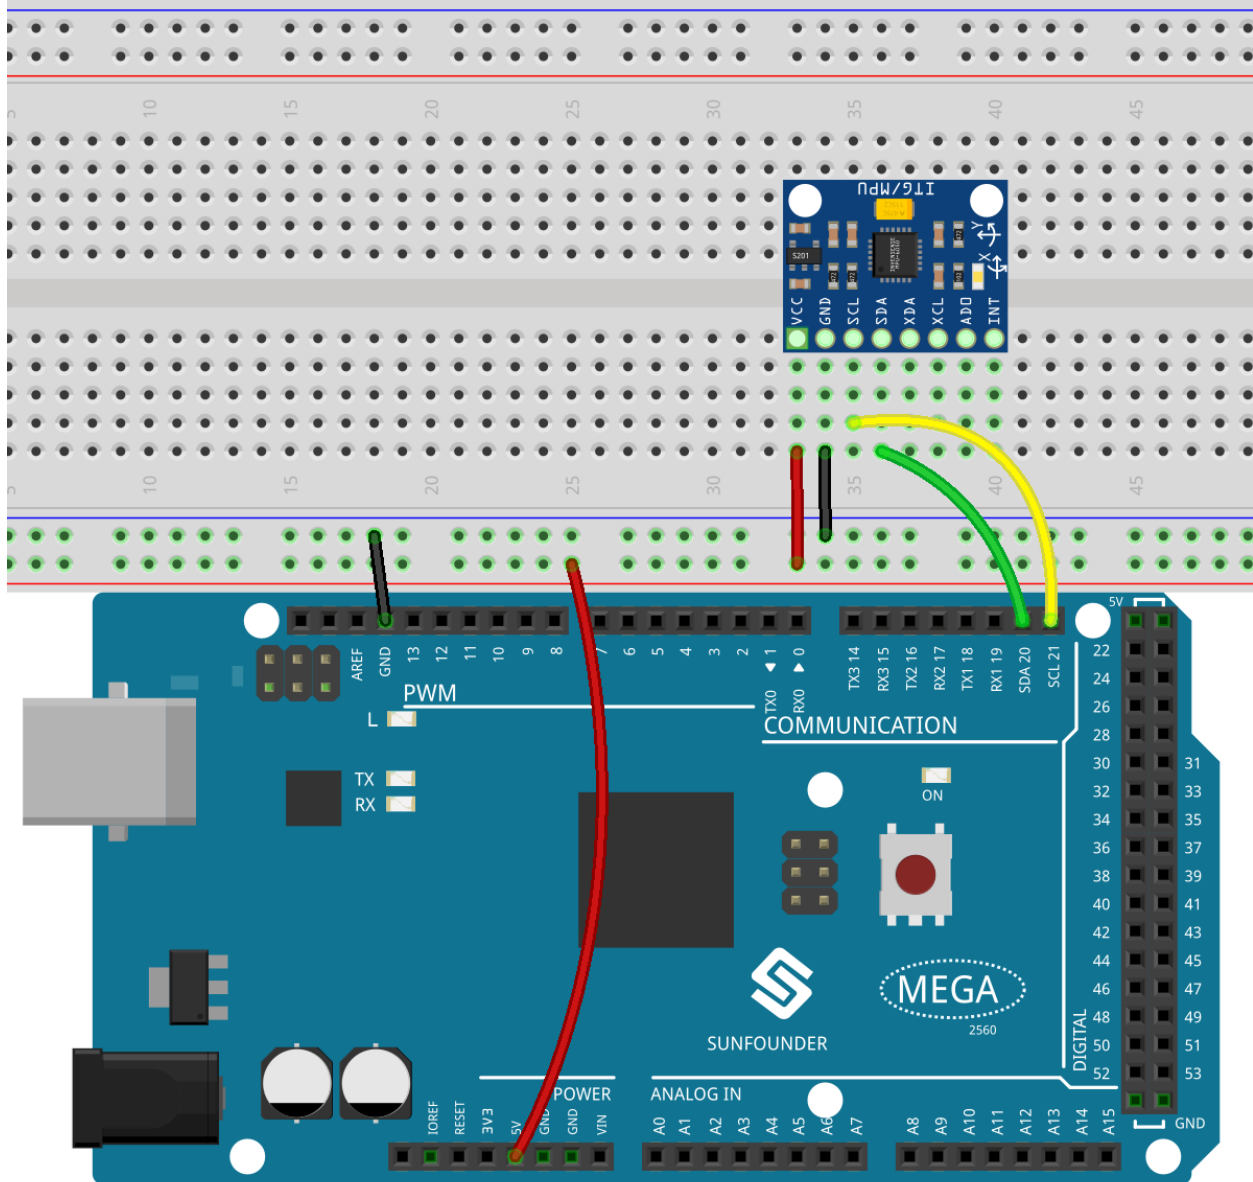 5 10 15 20 25 30 35 40 45
ITG/MPU
Y
X
S201
472
472
472
VCC GND SCL SDA XDA XCL AD0 INT
5 10 15 20 25 30 35 40 45
AREF GND 13 12 11 10 9 8 7 6 5 4 3 2 1 0
TX0 RX0
TX3 14
RX3 15
TX2 16
RX2 17
TX1 18
RX1 19
SDA 20
SCL 21
5V
PWM
COMMUNICATION
L
TX
RX
ON
22
24
26
28
30 31
32 33
34 35
36 37
38 39
40 41
42 43
44 45
46 47
48 49
50 51
52 53
DIGITAL
GND
MEGA
2560
SUNFOUNDER
POWER
ANALOG IN
IOREF RESET 3V3 5V GND GND VIN
A0 A1 A2 A3 A4 A5 A6 A7
A8 A9 A10 A11 A12 A13 A14 A15